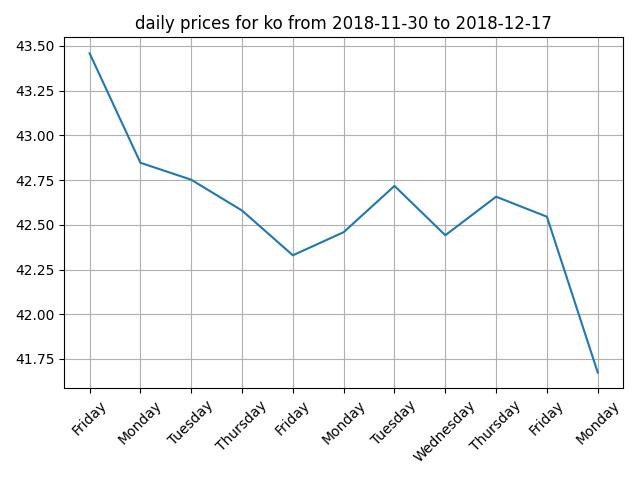 daily prices for ko from 2018-11-30 to 2018-12-17
43.50
43.25
43.00
42.75
42.50
42.25
42.00
41.75
Friday
Monday
Tuesday
Thursday
Friday
Monday
Tuesday
Wednesday
Thursday
Friday
Monday